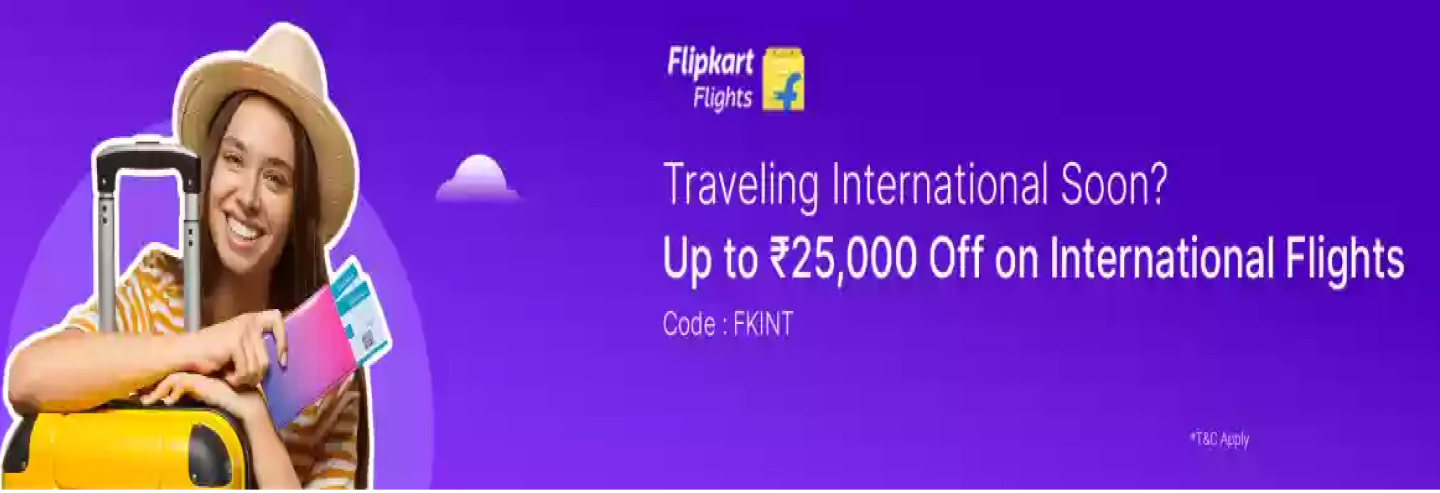 Flipkart
Flights
Traveling International Soon?
Up to ₹25,000 Off on International Flights
Code : FKINT
*T&C Apply